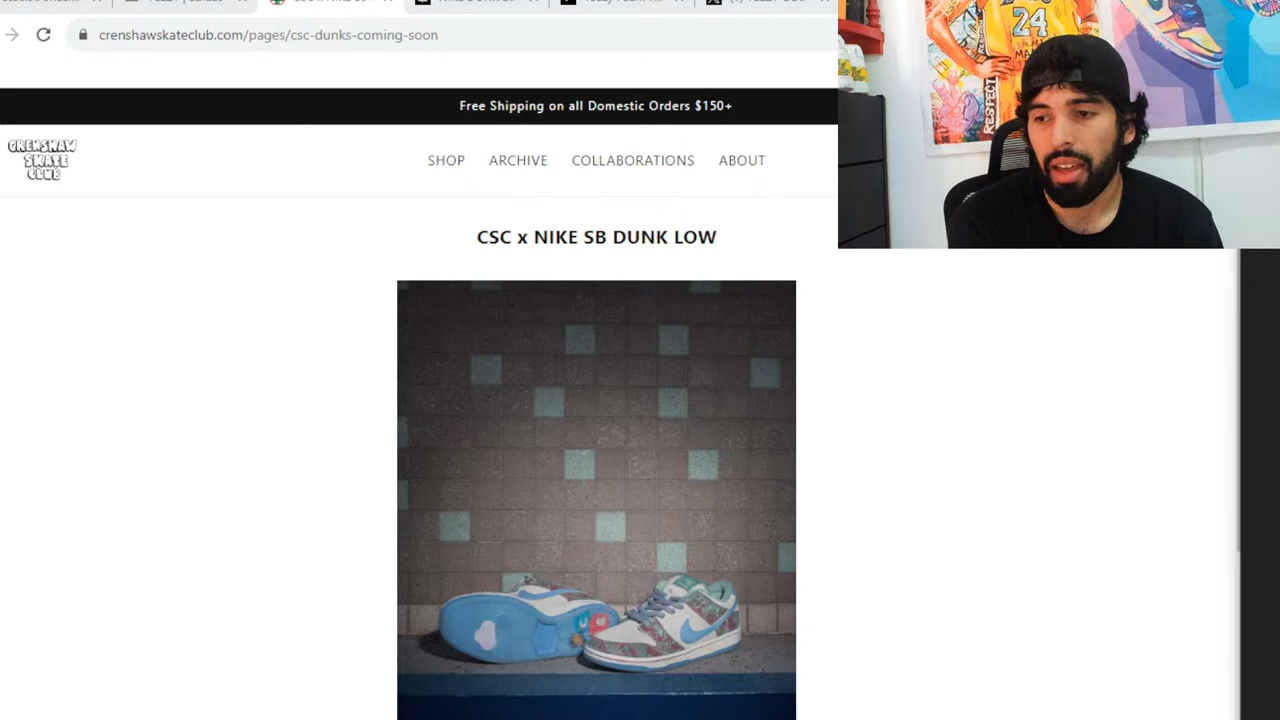 crenshawskateclub.com/pages/csc-dunks-coming-soon
Free Shipping on all Domestic Orders $150+
CRENSHAW
SKATE
CLUB
SHOP ARCHIVE COLLABORATIONS ABOUT
CSC x NIKE SB DUNK LOW
24
RESPECT